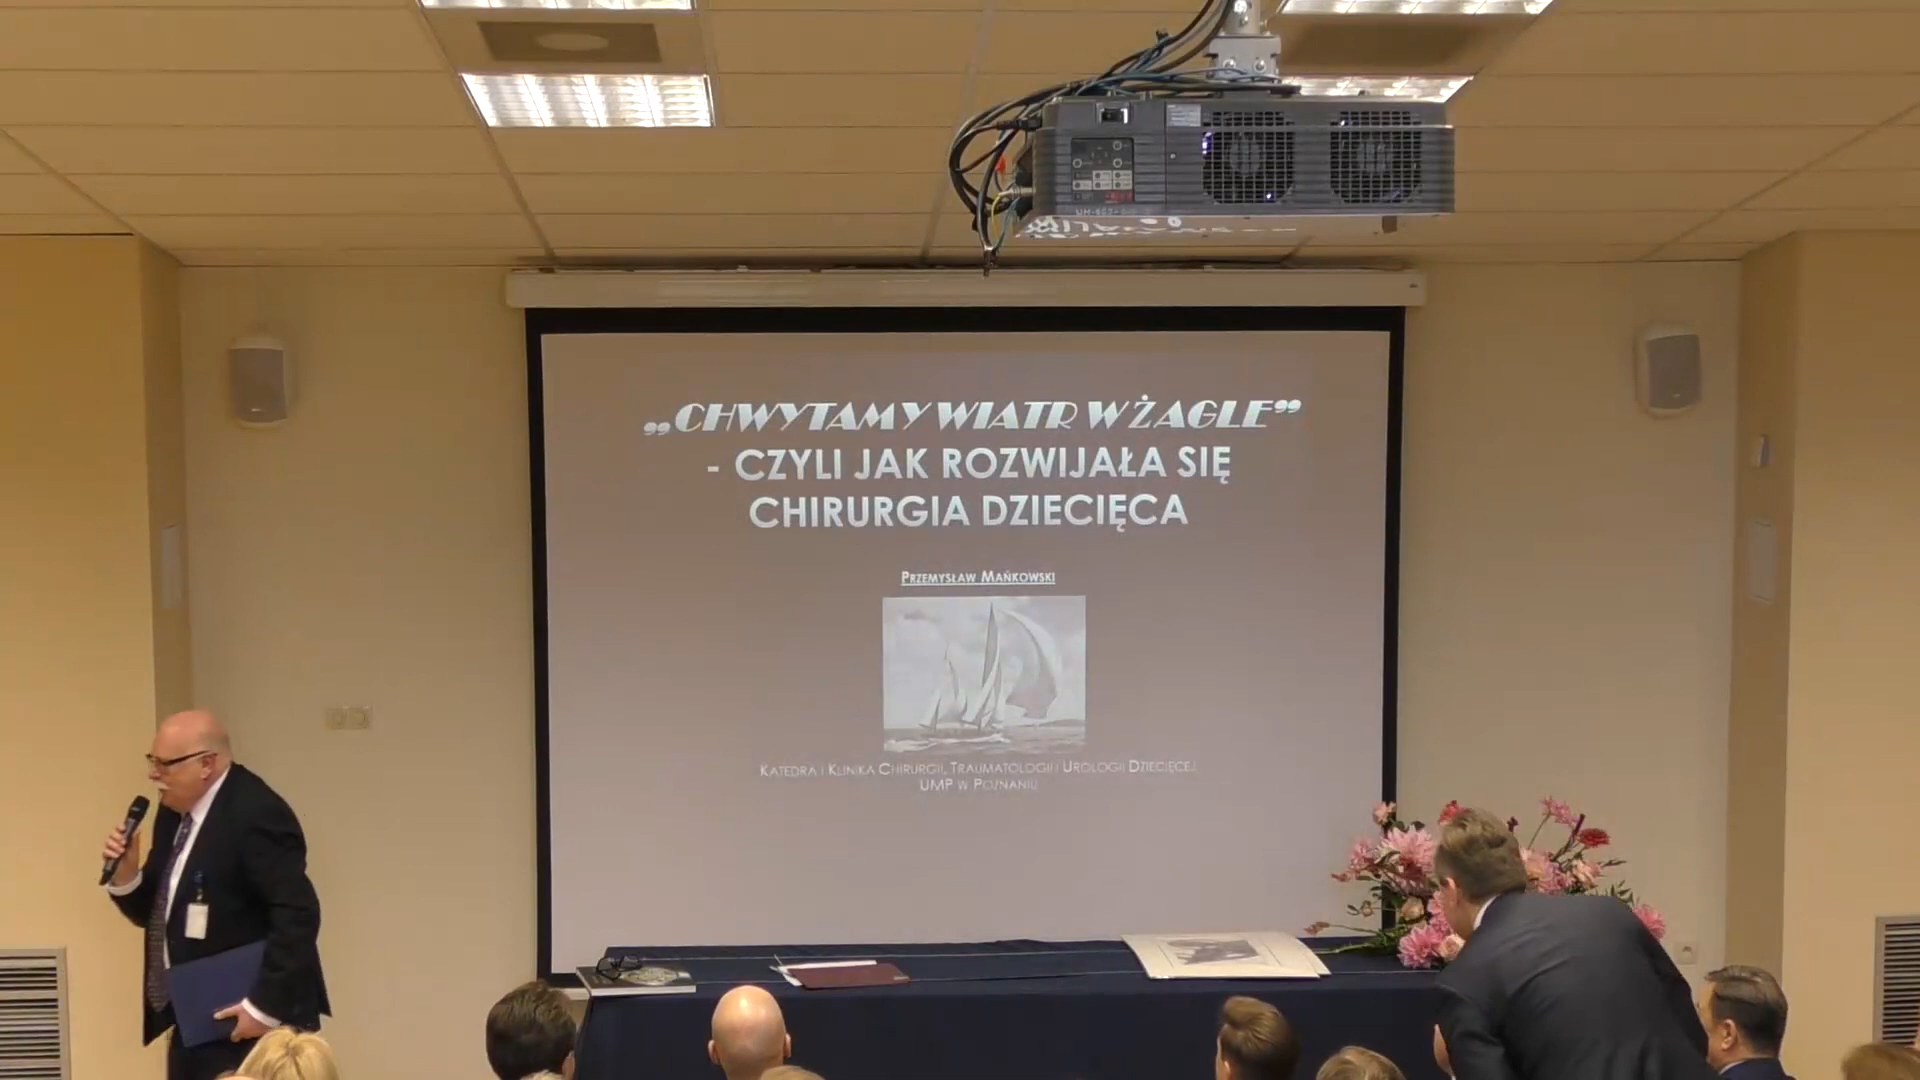 „CHWYTAMY WIATR W ŻAGLE”
- CZYLI JAK ROZWIJAŁA SIĘ
CHIRURGIA DZIECIĘCA
PRZEMYSŁAW MAŃKOWSKI
KATEDRA I KLINIKA CHIRURGII, TRAUMATOLOGII I UROLOGII DZIECIĘCEJ
UMP W POZNANIU